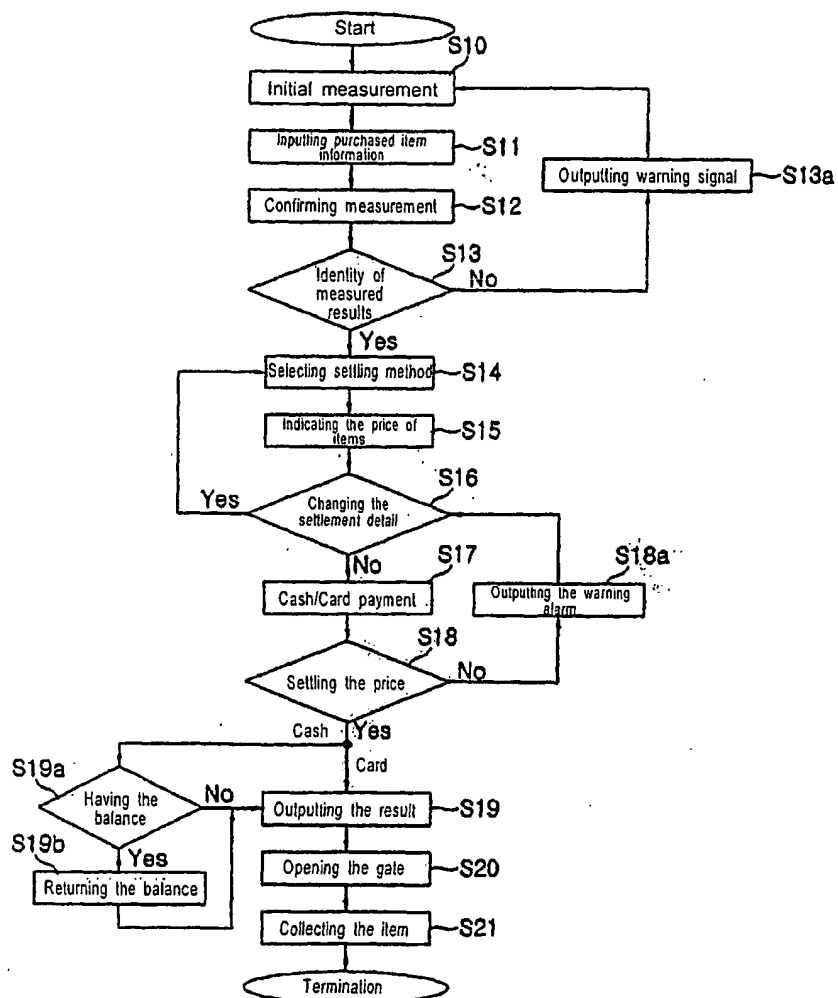 Start
S10
Initial measurement
Inputting purchased item
information
S11
Outputting warning signal
S13a
Confirming measurement
S12
S13
Identity of
measured
results
No
Yes
Selecting settling method
S14
Indicating the price of
items
S15
S16
Yes
Changing the
settlement detail
No
S17
S18a
Cash/Card payment
Outputting the warning
alarm
S18
Settling the price
No
Cash
Yes
Card
S19a
Having the
balance
No
Outputting the result
S19
S19b
Yes
Returning the balance
Opening the gate
S20
Collecting the item
S21
Termination